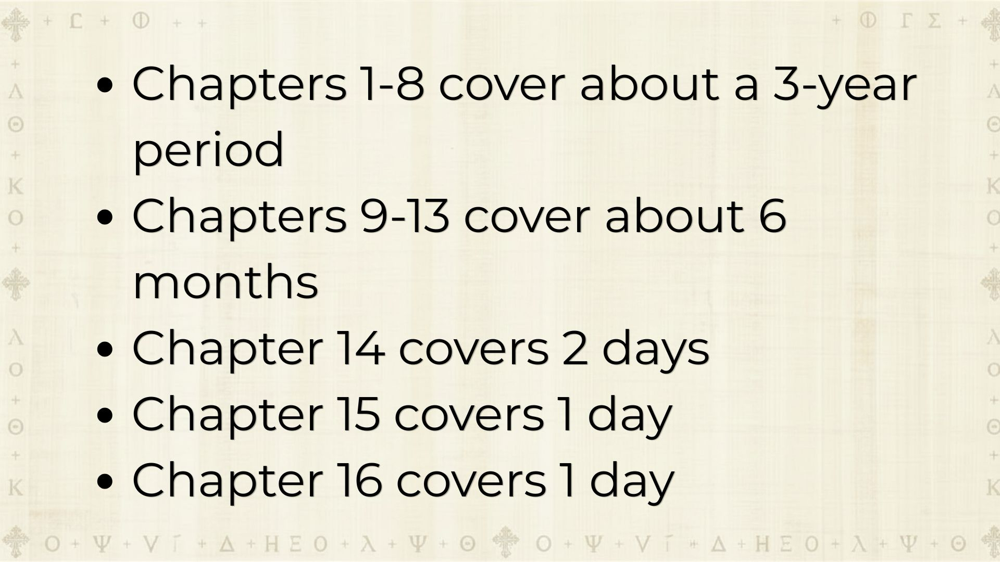 + Ը + Φ + +
+ Φ Γ Σ +
• Chapters 1-8 cover about a 3-year
period
• Chapters 9-13 cover about 6
months
• Chapter 14 covers 2 days
• Chapter 15 covers 1 day
• Chapter 16 covers 1 day
+
Λ
Θ
+
K
O
+
Λ
O
+
Θ
+
K
O + Ψ + V Γ + Δ + H Ξ O + λ + Ψ + Θ
O + Ψ + V Γ + Δ + H Ξ O + λ + Ψ + Θ